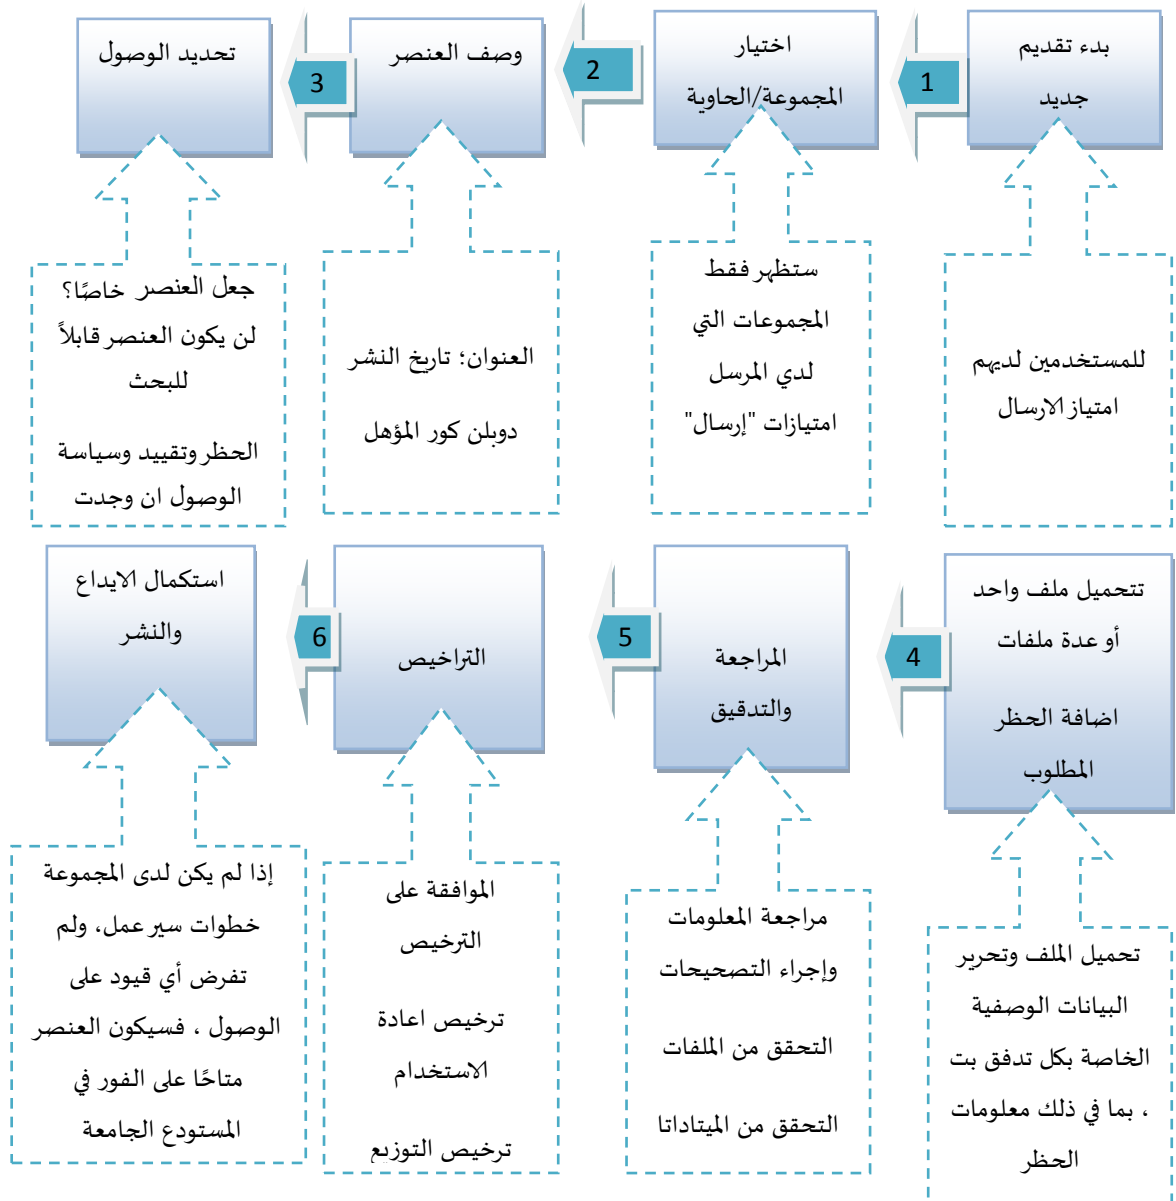 بدء تقديم
جديد
1
اختيار
المجموعة/الحاوية
2
وصف العنصر
3
تحديد الوصول
للمستخدمين لديهم
امتياز الارسال
ستظهر فقط
المجموعات التي
لدي المرسل
امتيازات "إرسال"
العنوان؛ تاريخ النشر
دوبلن كور المؤهل
جعل العنصر خاصًا؟
لن يكون العنصر قابلاً
للبحث
الحظر وتقييد وسياسة
الوصول ان وجدت
تتحميل ملف واحد
أو عدة ملفات
اضافة الحظر
المطلوب
4
المراجعة
والتدقيق
5
التراخيص
6
استكمال الايداع
والنشر
تحميل الملف وتحرير
البيانات الوصفية
الخاصة بكل تدفق بت
، بما في ذلك معلومات
الحظر
مراجعة المعلومات
وإجراء التصحيحات
التحقق من الملفات
التحقق من الميتاداتا
الموافقة على
الترخيص
ترخيص اعادة
الاستخدام
ترخيص التوزيع
إذا لم يكن لدى المجموعة
خطوات سير عمل، ولم
تفرض أي قيود على
الوصول ، فسيكون العنصر
متاحًا على الفور في
المستودع الجامعة